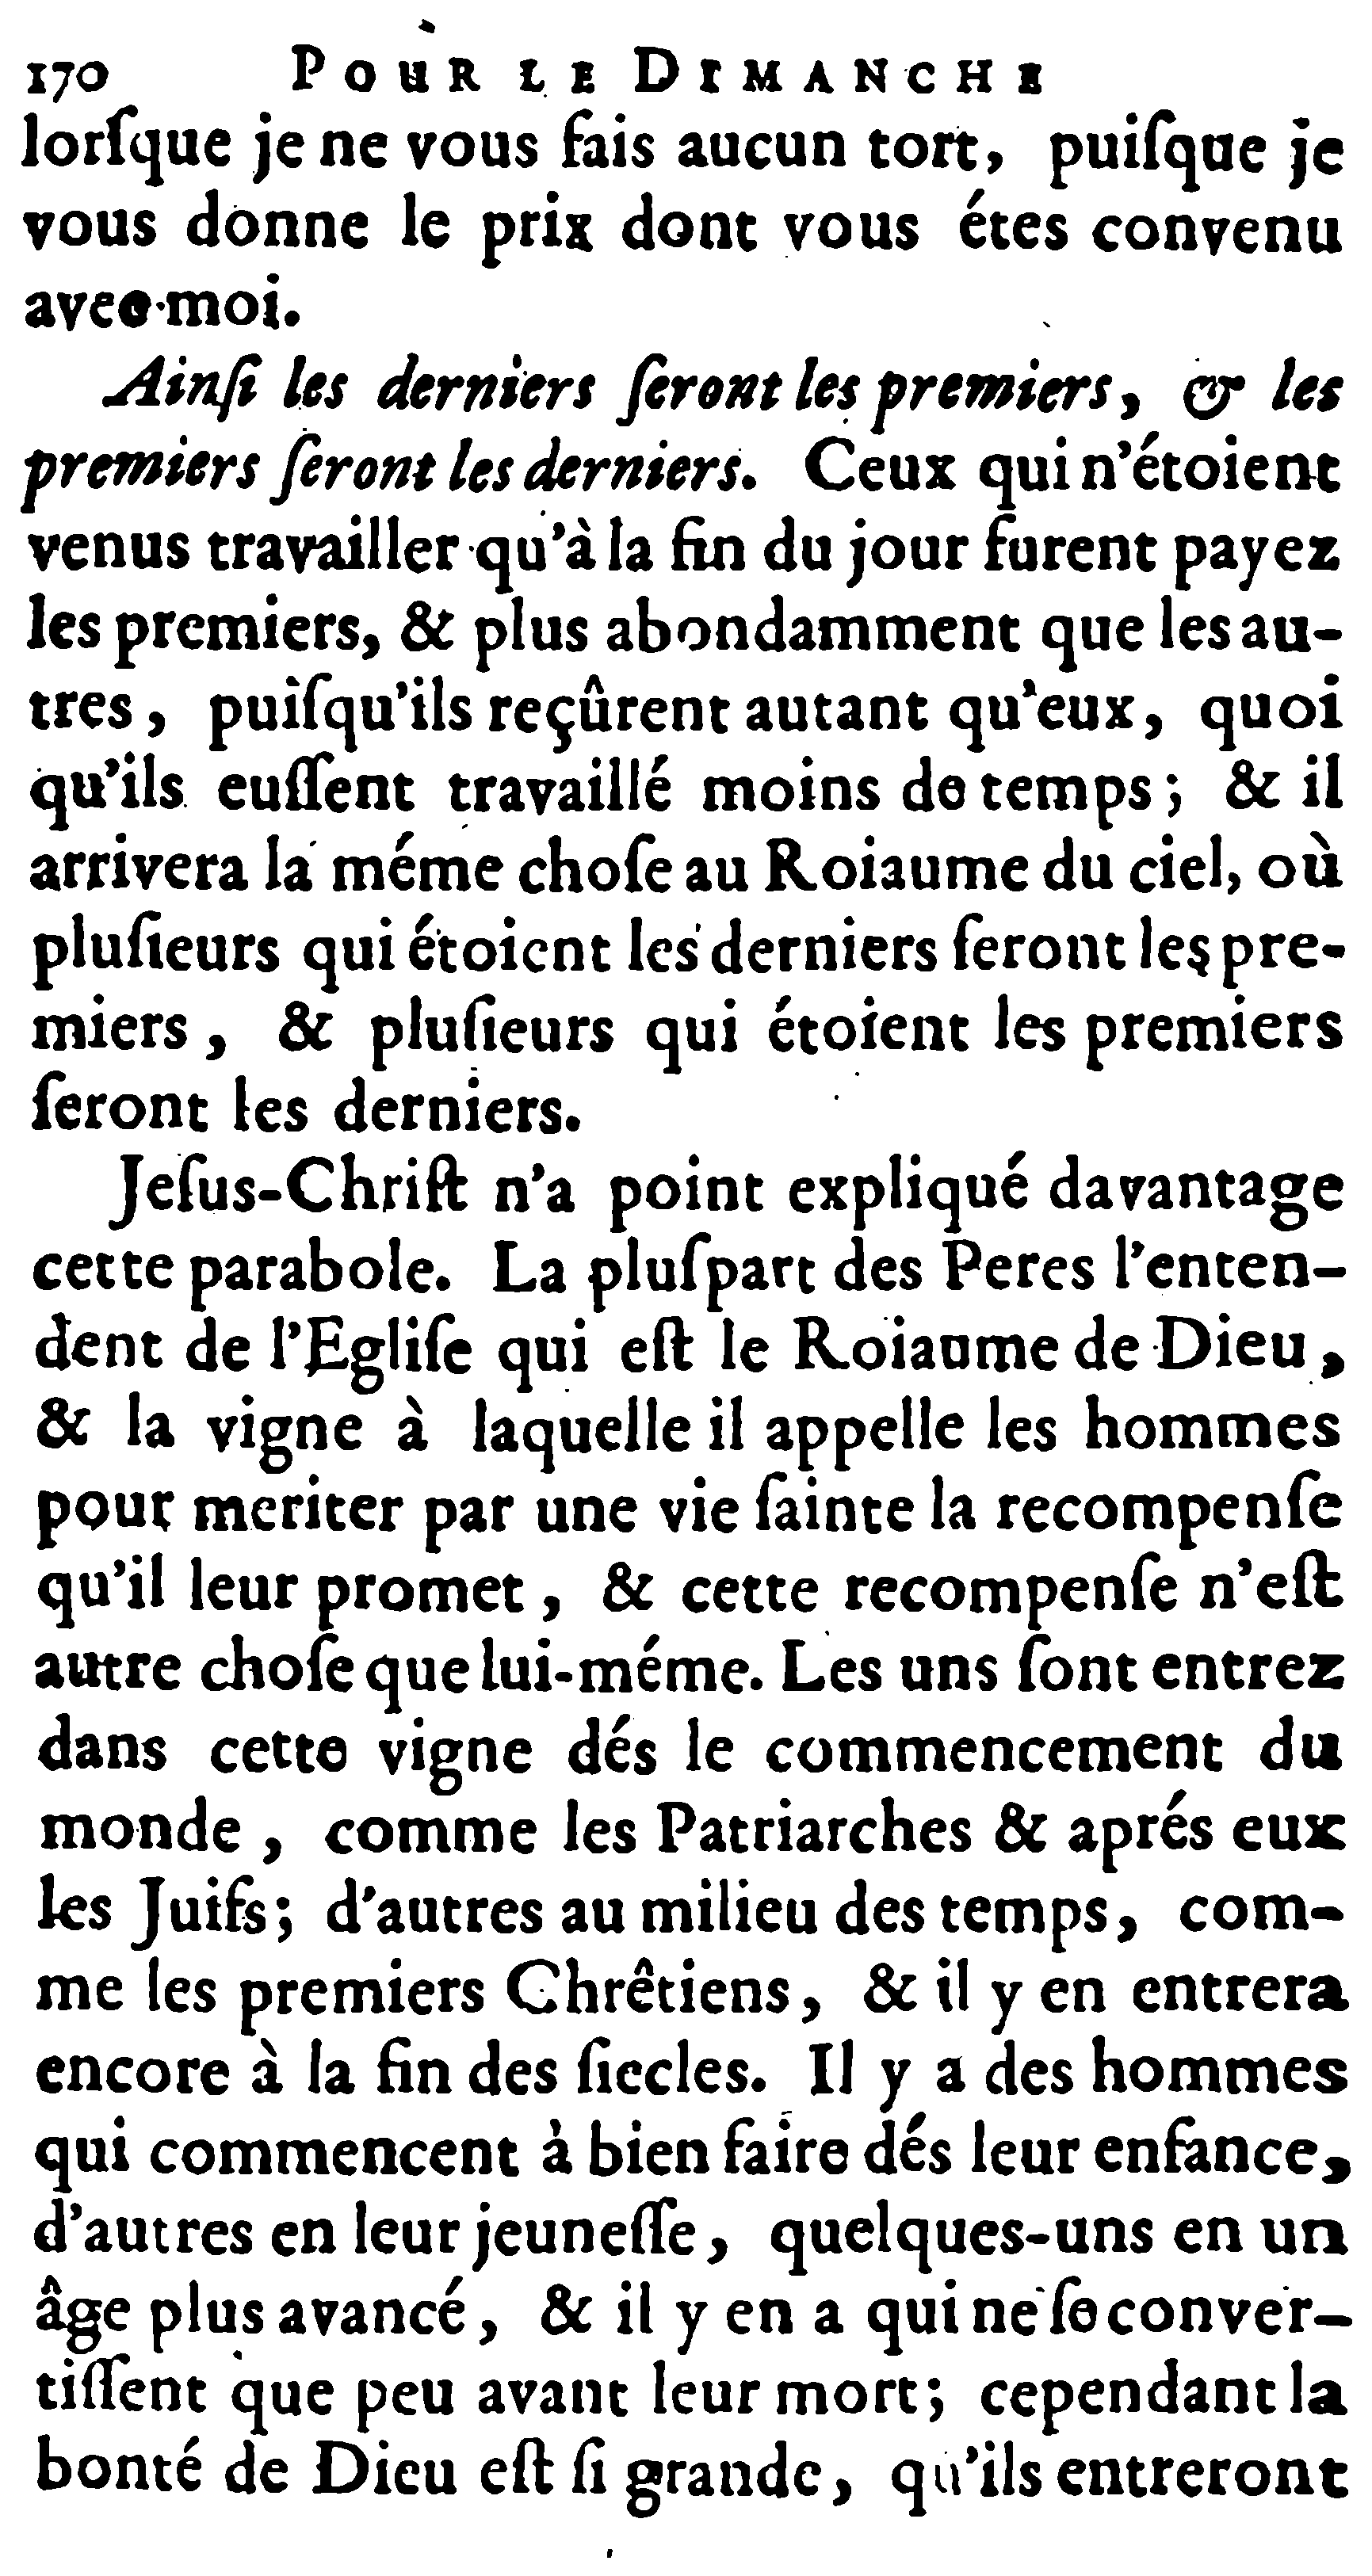 170 POUR LE DIMANCHE
lorſque je ne vous fais aucun tort, puiſque je
vous donne le prix dont vous étes convenu
avec moi.
Ainſi les derniers ſeront les premiers, & les
premiers ſeront les derniers. Ceux qui n'étoient
venus travailler qu'à la fin du jour furent payez
les premiers, & plus abondamment que les au-
tres, puiſqu'ils reçûrent autant qu'eux, quoi
qu'ils euſſent travaillé moins de temps; & il
arrivera la méme choſe au Roiaume du ciel, où
pluſieurs qui étoient les derniers ſeront les pre-
miers, & pluſieurs qui étoient les premiers
ſeront les derniers.
Jeſus-Chriſt n'a point expliqué davantage
cette parabole. La pluſpart des Peres l'enten-
dent de l'Egliſe qui eſt le Roiaume de Dieu,
& la vigne à laquelle il appelle les hommes
pour meriter par une vie ſainte la recompenſe
qu'il leur promet, & cette recompenſe n'eſt
autre choſe que lui-méme. Les uns ſont entrez
dans cette vigne dés le commencement du
monde, comme les Patriarches & aprés eux
les Juifs; d'autres au milieu des temps, com-
me les premiers Chrêtiens, & il y en entrera
encore à la fin des ſiecles. Il y a des hommes
qui commencent à bien faire dés leur enfance,
d'autres en leur jeuneſſe, quelques-uns en un
âge plus avancé, & il y en a qui ne ſe conver-
tiſſent que peu avant leur mort; cependant la
bonté de Dieu eſt ſi grande, qu'ils entreront